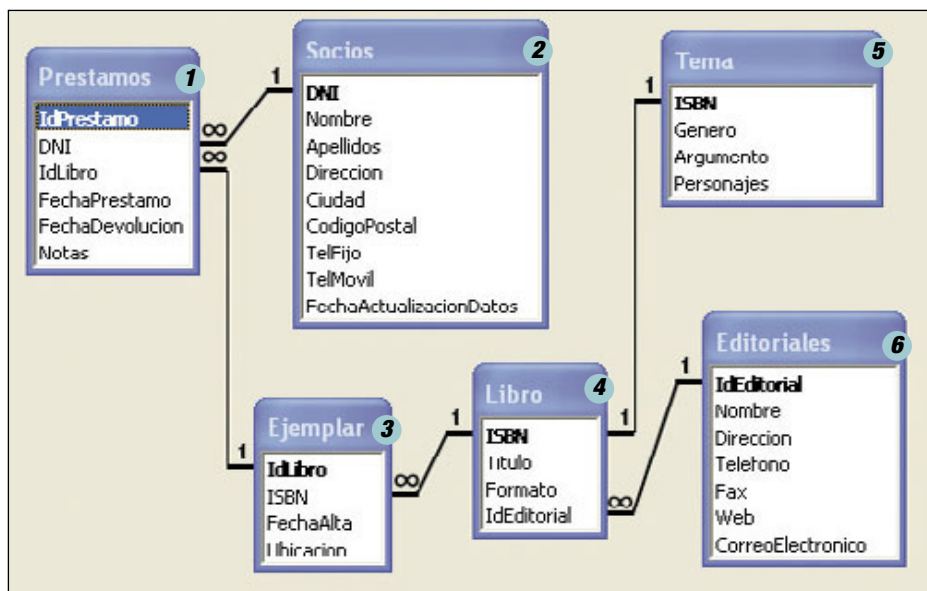 Prestamos 1
IdPrestamo
DNI
IdLibro
FechaPrestamo
FechaDevolucion
Notas
∞
∞
1
Socios 2
DNI
Nombre
Apellidos
Direccion
Ciudad
CodigoPostal
TelFijo
TelMovil
FechaActualizacionDatos
1
Tema 5
ISBN
Genero
Argumento
Personajes
1
Ejemplar 3
IdLibro
ISBN
FechaAlta
Ubicacion
∞
1
Libro 4
ISBN
Titulo
Formato
IdEditorial
1
∞
1
Editoriales 6
IdEditorial
Nombre
Direccion
Telefono
Fax
Web
CorreoElectronico